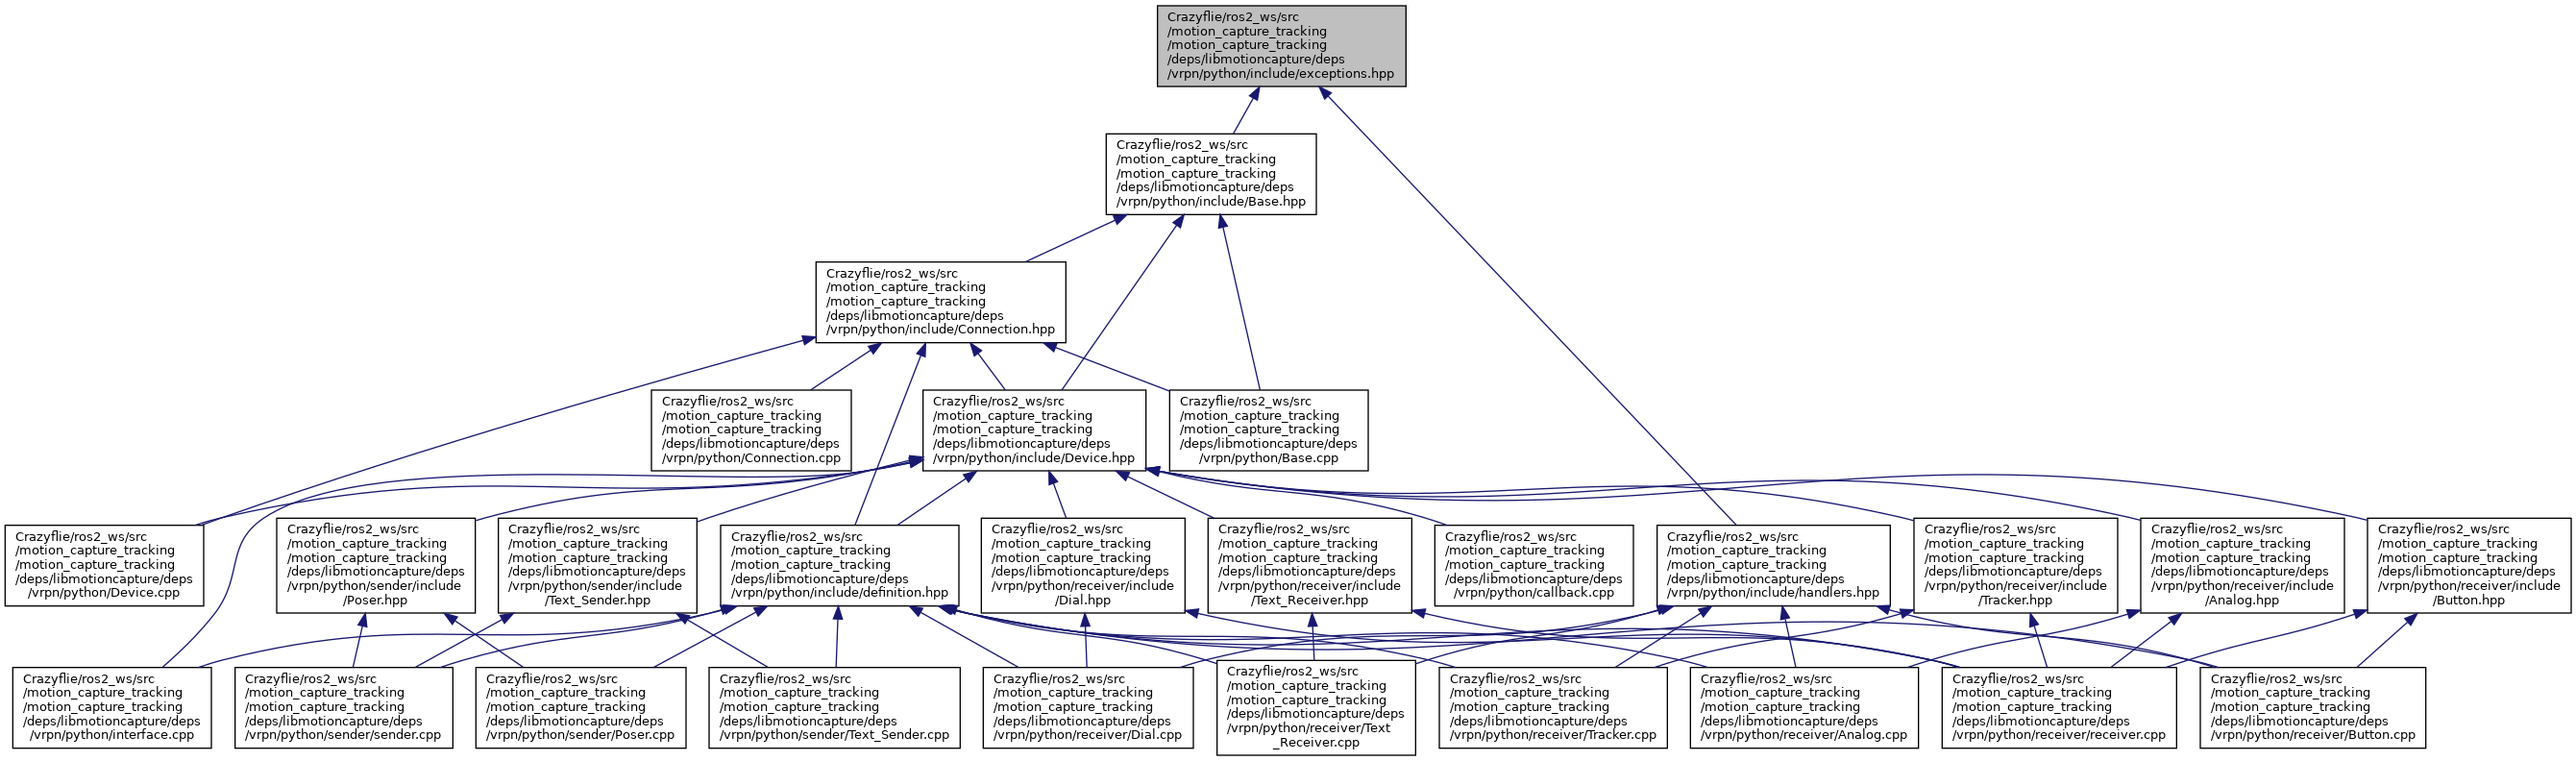 Crazyflie/ros2_ws/src
/motion_capture_tracking
/motion_capture_tracking
/deps/libmotioncapture/deps
/vrpn/python/include/exceptions.hpp
Crazyflie/ros2_ws/src
/motion_capture_tracking
/motion_capture_tracking
/deps/libmotioncapture/deps
/vrpn/python/include/Base.hpp
Crazyflie/ros2_ws/src
/motion_capture_tracking
/motion_capture_tracking
/deps/libmotioncapture/deps
/vrpn/python/include/Connection.hpp
Crazyflie/ros2_ws/src
/motion_capture_tracking
/motion_capture_tracking
/deps/libmotioncapture/deps
/vrpn/python/Connection.cpp
Crazyflie/ros2_ws/src
/motion_capture_tracking
/motion_capture_tracking
/deps/libmotioncapture/deps
/vrpn/python/include/Device.hpp
Crazyflie/ros2_ws/src
/motion_capture_tracking
/motion_capture_tracking
/deps/libmotioncapture/deps
/vrpn/python/Base.cpp
Crazyflie/ros2_ws/src
/motion_capture_tracking
/motion_capture_tracking
/deps/libmotioncapture/deps
/vrpn/python/Device.cpp
Crazyflie/ros2_ws/src
/motion_capture_tracking
/motion_capture_tracking
/deps/libmotioncapture/deps
/vrpn/python/sender/include
/Poser.hpp
Crazyflie/ros2_ws/src
/motion_capture_tracking
/motion_capture_tracking
/deps/libmotioncapture/deps
/vrpn/python/sender/include
/Text_Sender.hpp
Crazyflie/ros2_ws/src
/motion_capture_tracking
/motion_capture_tracking
/deps/libmotioncapture/deps
/vrpn/python/include/definition.hpp
Crazyflie/ros2_ws/src
/motion_capture_tracking
/motion_capture_tracking
/deps/libmotioncapture/deps
/vrpn/python/receiver/include
/Dial.hpp
Crazyflie/ros2_ws/src
/motion_capture_tracking
/motion_capture_tracking
/deps/libmotioncapture/deps
/vrpn/python/receiver/include
/Text_Receiver.hpp
Crazyflie/ros2_ws/src
/motion_capture_tracking
/motion_capture_tracking
/deps/libmotioncapture/deps
/vrpn/python/callback.cpp
Crazyflie/ros2_ws/src
/motion_capture_tracking
/motion_capture_tracking
/deps/libmotioncapture/deps
/vrpn/python/include/handlers.hpp
Crazyflie/ros2_ws/src
/motion_capture_tracking
/motion_capture_tracking
/deps/libmotioncapture/deps
/vrpn/python/receiver/include
/Tracker.hpp
Crazyflie/ros2_ws/src
/motion_capture_tracking
/motion_capture_tracking
/deps/libmotioncapture/deps
/vrpn/python/receiver/include
/Analog.hpp
Crazyflie/ros2_ws/src
/motion_capture_tracking
/motion_capture_tracking
/deps/libmotioncapture/deps
/vrpn/python/receiver/include
/Button.hpp
Crazyflie/ros2_ws/src
/motion_capture_tracking
/motion_capture_tracking
/deps/libmotioncapture/deps
/vrpn/python/interface.cpp
Crazyflie/ros2_ws/src
/motion_capture_tracking
/motion_capture_tracking
/deps/libmotioncapture/deps
/vrpn/python/sender/sender.cpp
Crazyflie/ros2_ws/src
/motion_capture_tracking
/motion_capture_tracking
/deps/libmotioncapture/deps
/vrpn/python/sender/Poser.cpp
Crazyflie/ros2_ws/src
/motion_capture_tracking
/motion_capture_tracking
/deps/libmotioncapture/deps
/vrpn/python/sender/Text_Sender.cpp
Crazyflie/ros2_ws/src
/motion_capture_tracking
/motion_capture_tracking
/deps/libmotioncapture/deps
/vrpn/python/receiver/Dial.cpp
Crazyflie/ros2_ws/src
/motion_capture_tracking
/motion_capture_tracking
/deps/libmotioncapture/deps
/vrpn/python/receiver/Text
_Receiver.cpp
Crazyflie/ros2_ws/src
/motion_capture_tracking
/motion_capture_tracking
/deps/libmotioncapture/deps
/vrpn/python/receiver/Tracker.cpp
Crazyflie/ros2_ws/src
/motion_capture_tracking
/motion_capture_tracking
/deps/libmotioncapture/deps
/vrpn/python/receiver/Analog.cpp
Crazyflie/ros2_ws/src
/motion_capture_tracking
/motion_capture_tracking
/deps/libmotioncapture/deps
/vrpn/python/receiver/receiver.cpp
Crazyflie/ros2_ws/src
/motion_capture_tracking
/motion_capture_tracking
/deps/libmotioncapture/deps
/vrpn/python/receiver/Button.cpp